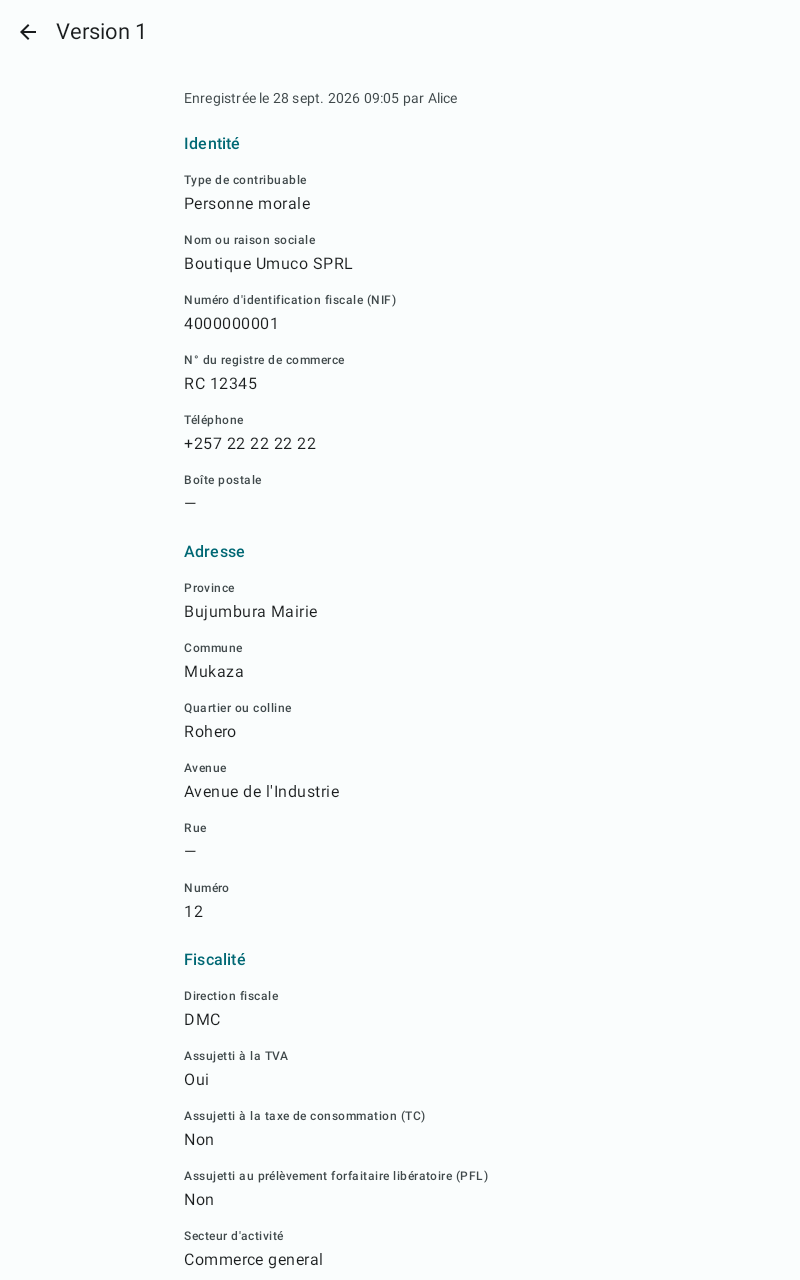 Version 1
Enregistrée le 28 sept. 2026 09:05 par Alice
Identité
Type de contribuable
Personne morale
Nom ou raison sociale
Boutique Umuco SPRL
Numéro d'identification fiscale (NIF)
4000000001
N° du registre de commerce
RC 12345
Téléphone
+257 22 22 22 22
Boîte postale
—
Adresse
Province
Bujumbura Mairie
Commune
Mukaza
Quartier ou colline
Rohero
Avenue
Avenue de l'Industrie
Rue
—
Numéro
12
Fiscalité
Direction fiscale
DMC
Assujetti à la TVA
Oui
Assujetti à la taxe de consommation (TC)
Non
Assujetti au prélèvement forfaitaire libératoire (PFL)
Non
Secteur d'activité
Commerce general